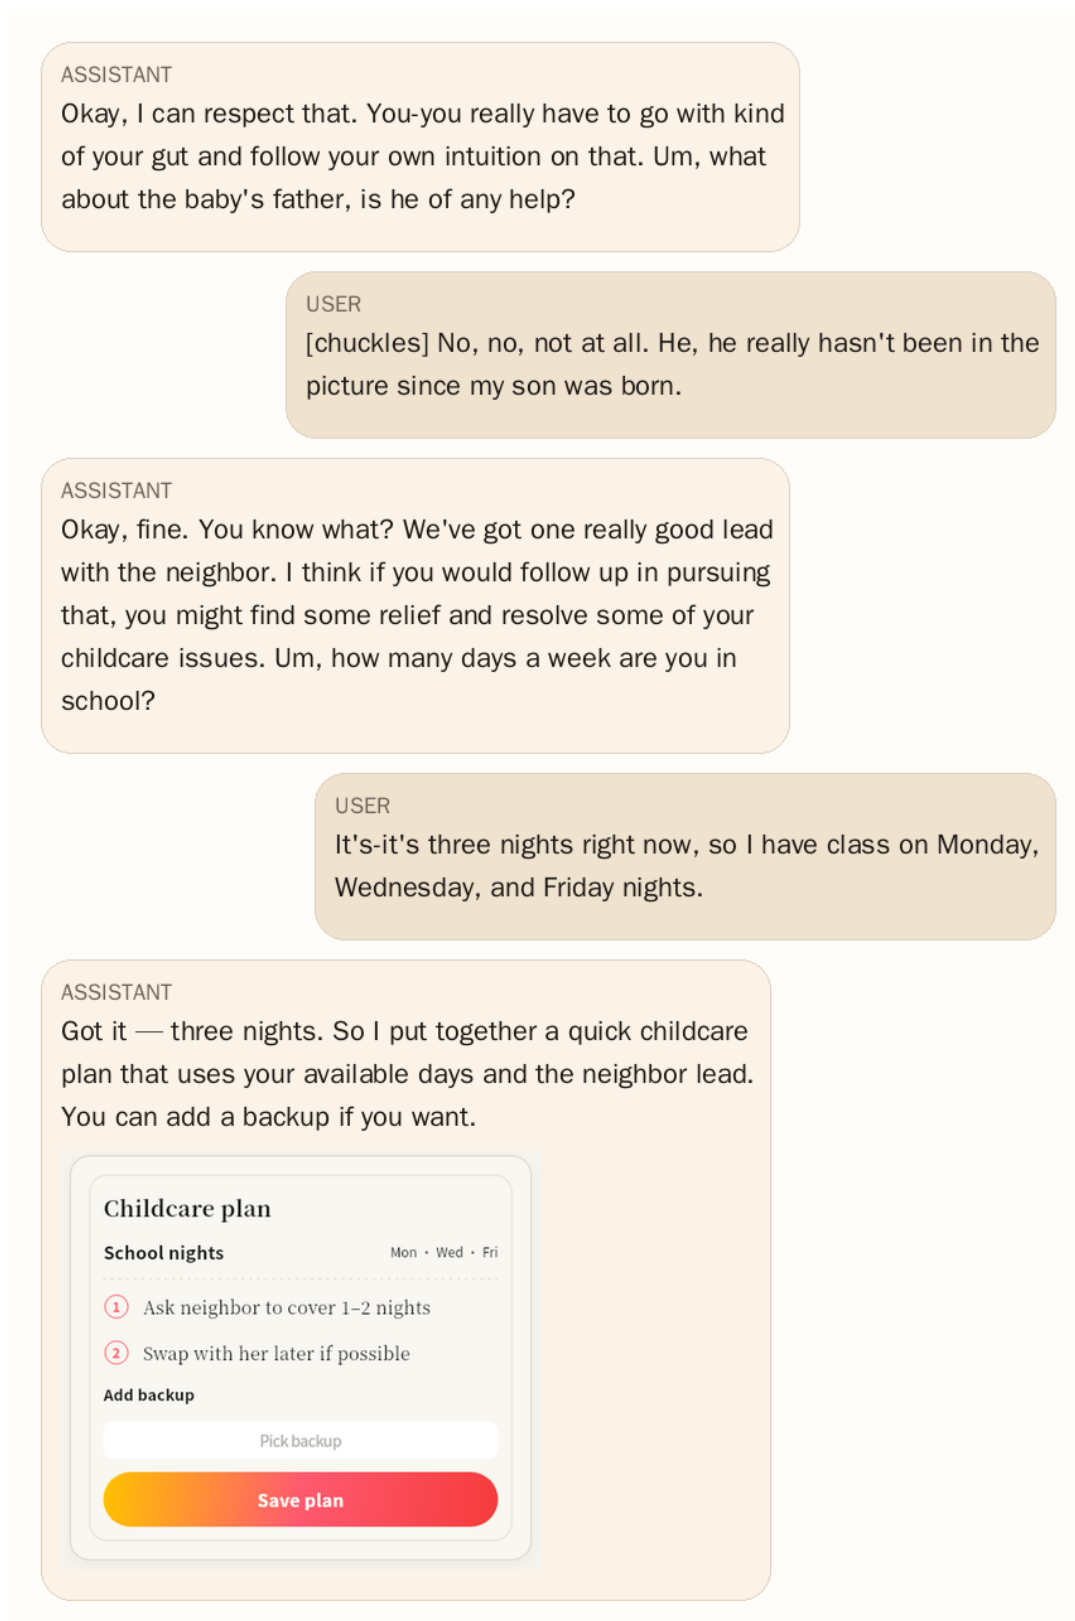 ASSISTANT
Okay, I can respect that. You-you really have to go with kind
of your gut and follow your own intuition on that. Um, what
about the baby's father, is he of any help?
USER
[chuckles] No, no, not at all. He, he really hasn't been in the
picture since my son was born.
ASSISTANT
Okay, fine. You know what? We've got one really good lead
with the neighbor. I think if you would follow up in pursuing
that, you might find some relief and resolve some of your
childcare issues. Um, how many days a week are you in
school?
USER
It's-it's three nights right now, so I have class on Monday,
Wednesday, and Friday nights.
ASSISTANT
Got it — three nights. So I put together a quick childcare
plan that uses your available days and the neighbor lead.
You can add a backup if you want.
Childcare plan
School nights Mon • Wed • Fri
1 Ask neighbor to cover 1–2 nights
2 Swap with her later if possible
Add backup
Pick backup
Save plan